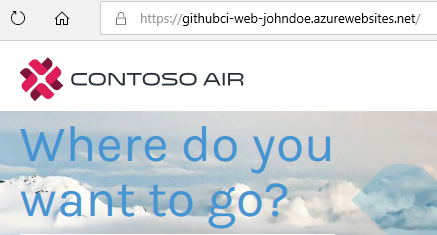 https://githubci-web-johndoe.azurewebsites.net/
CONTOSO AIR
Where do you
want to go?